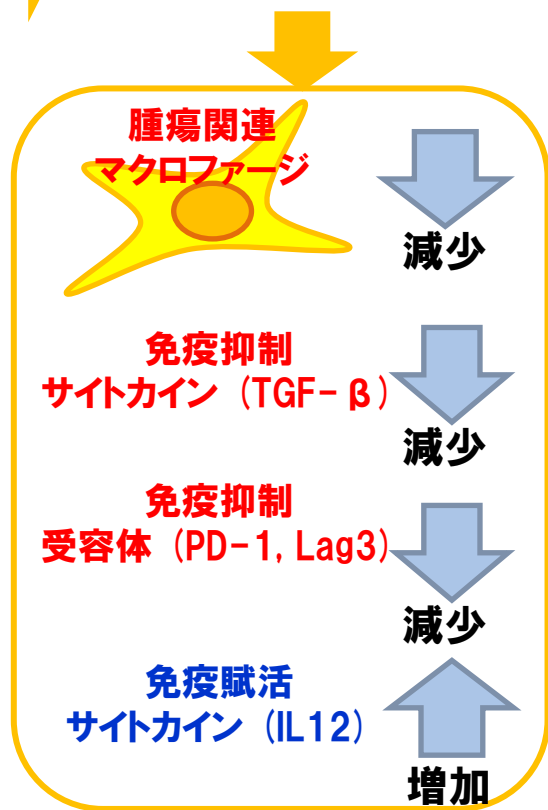 腫瘍関連
マクロファージ
減少
免疫抑制
サイトカイン (TGF-β)
減少
免疫抑制
受容体 (PD-1, Lag3)
減少
免疫賦活
サイトカイン (IL12)
増加